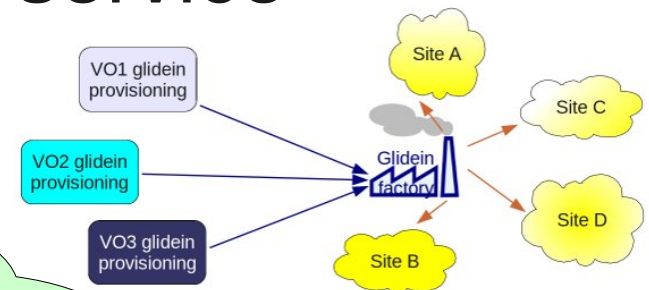 VO1 glidein
provisioning
VO2 glidein
provisioning
VO3 glidein
provisioning
Glidein
factory
Site A
Site C
Site D
Site B